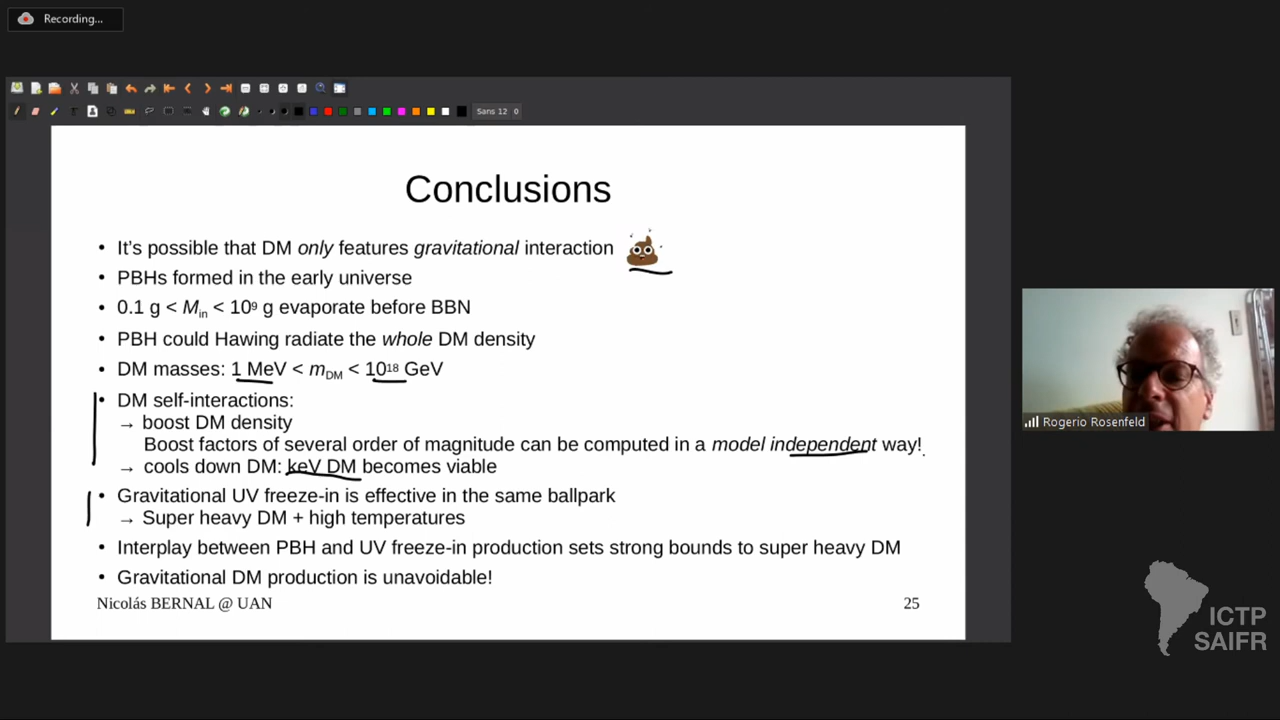 Recording...
Sans 12 0
Conclusions
• It's possible that DM only features gravitational interaction
• PBHs formed in the early universe
• 0.1 g < Min < 10⁹ g evaporate before BBN
• PBH could Hawing radiate the whole DM density
• DM masses: 1 MeV < mDM < 10¹⁸ GeV
• DM self-interactions:
→ boost DM density
Boost factors of several order of magnitude can be computed in a model independent way!
→ cools down DM: keV DM becomes viable
• Gravitational UV freeze-in is effective in the same ballpark
→ Super heavy DM + high temperatures
• Interplay between PBH and UV freeze-in production sets strong bounds to super heavy DM
• Gravitational DM production is unavoidable!
Nicolás BERNAL @ UAN
25
Rogerio Rosenfeld
ICTP
SAIFR